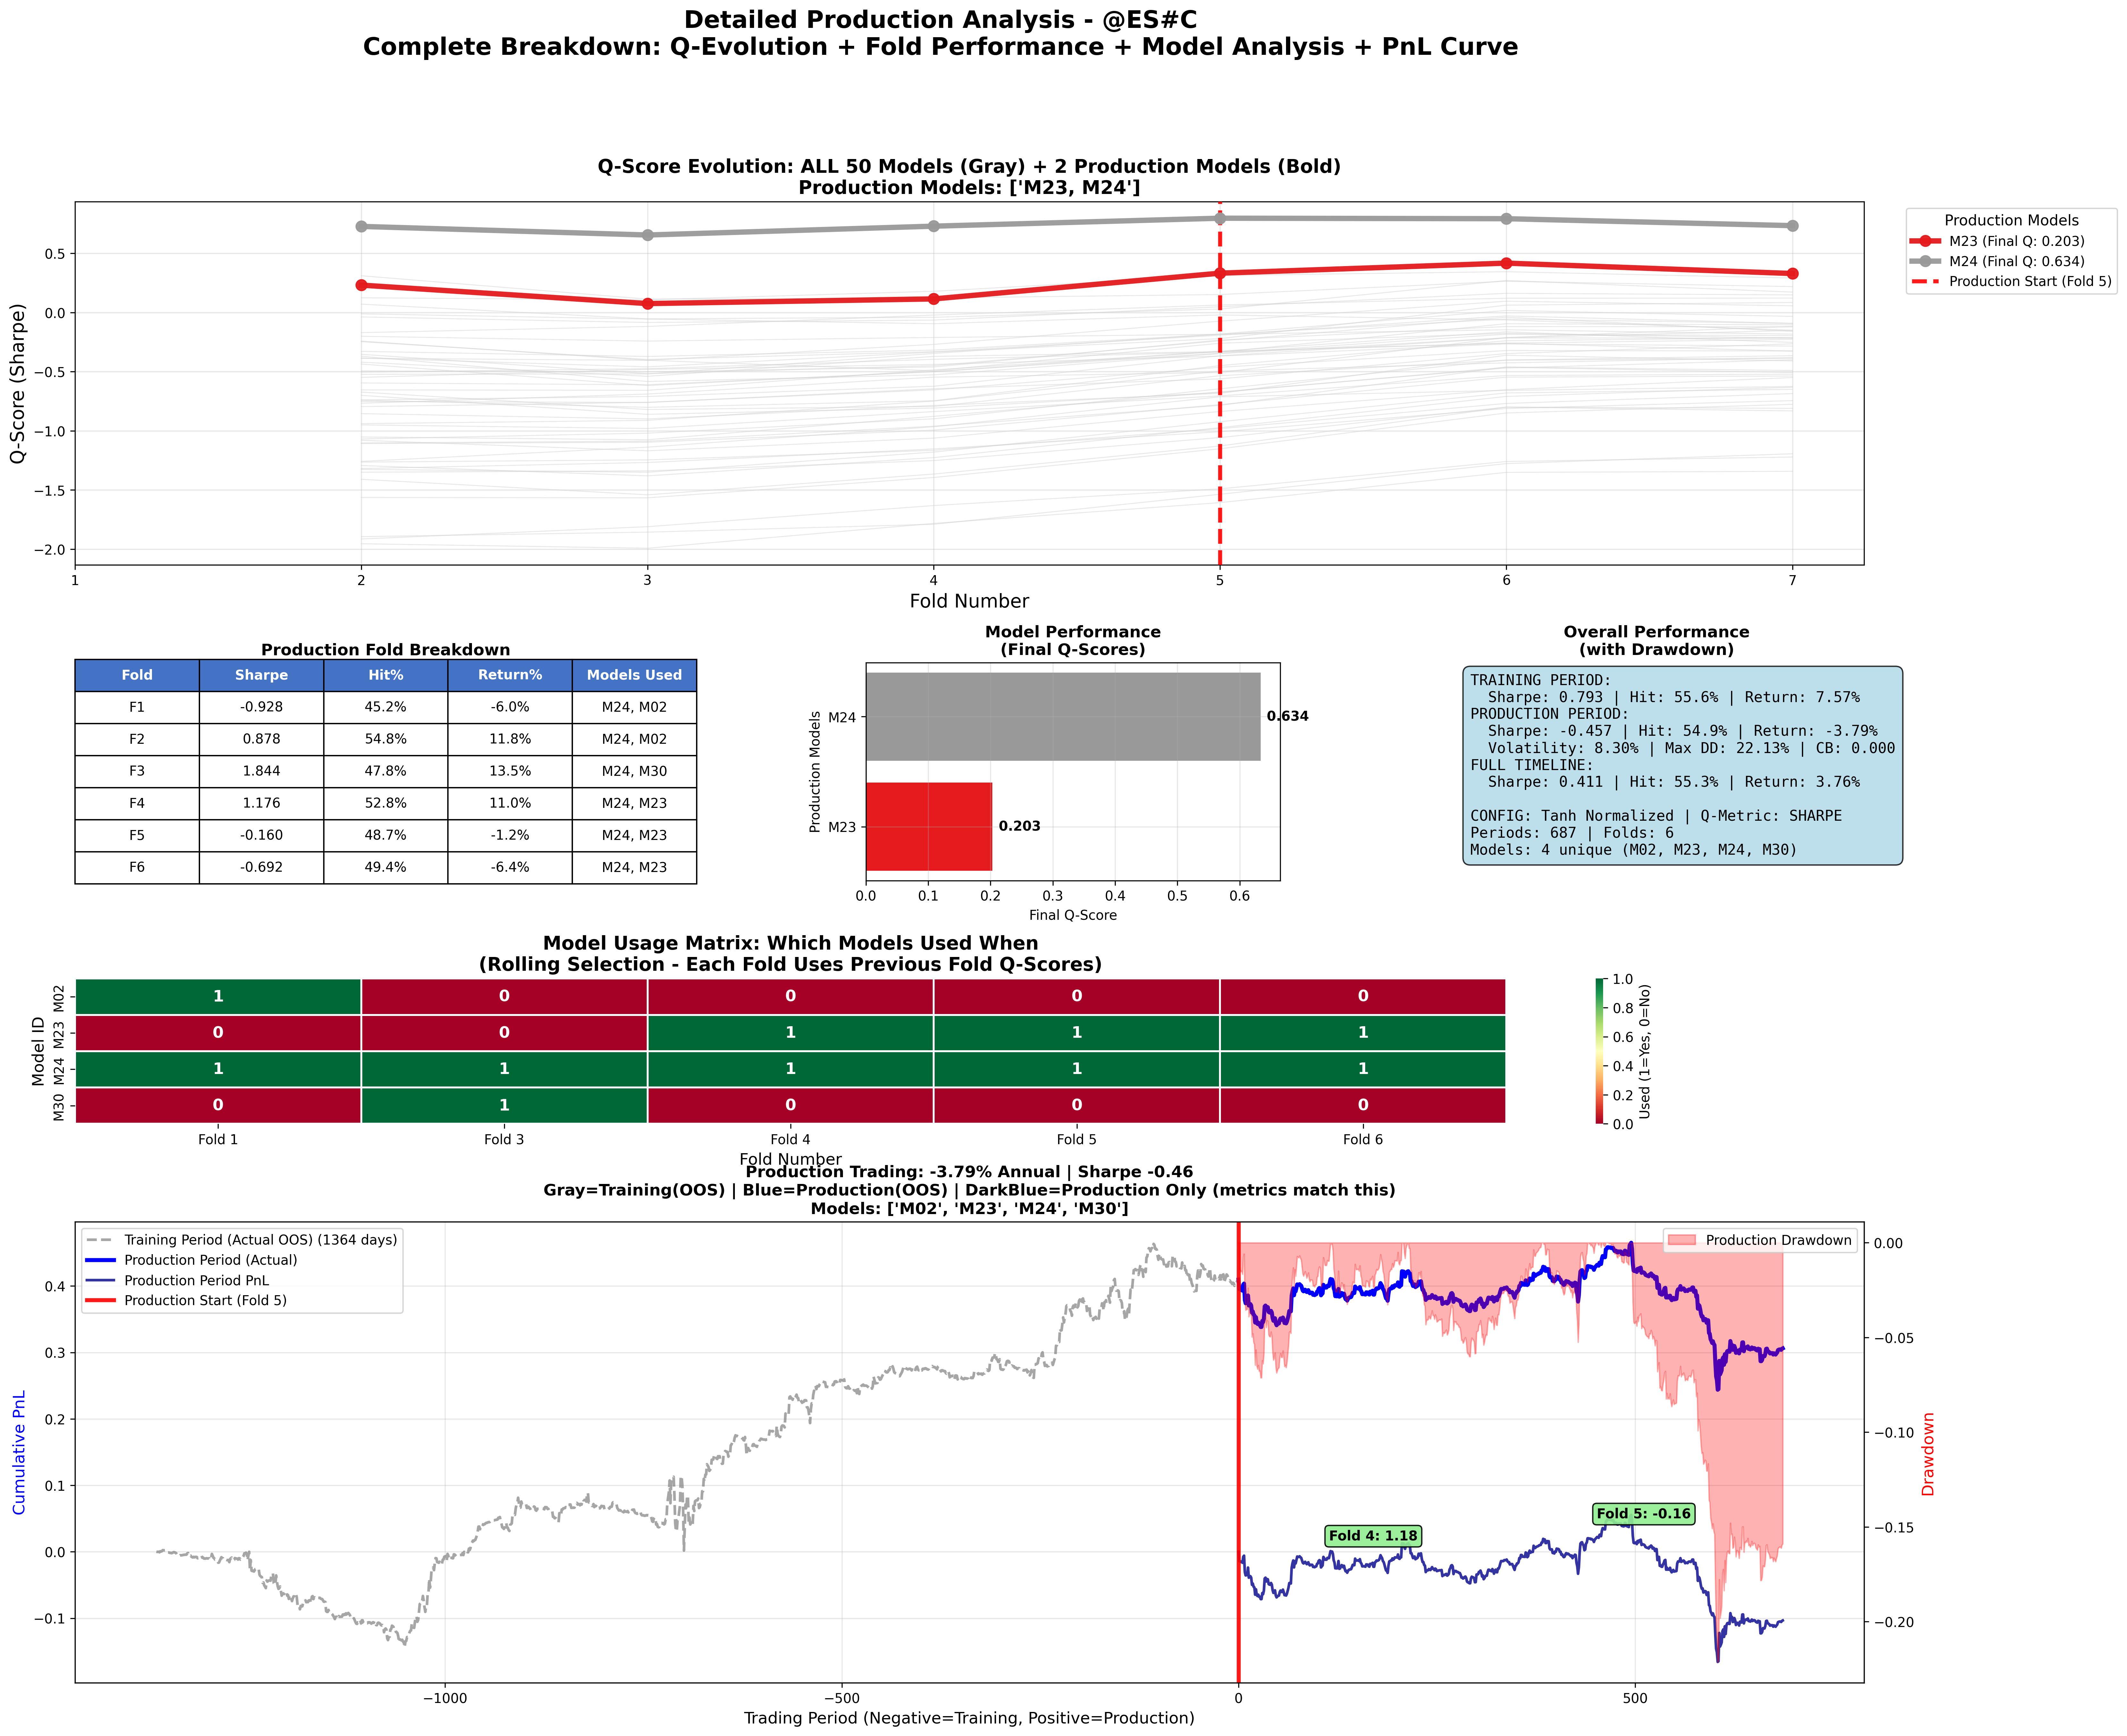 Detailed Production Analysis - @ES#C
Complete Breakdown: Q-Evolution + Fold Performance + Model Analysis + PnL Curve
Q-Score Evolution: ALL 50 Models (Gray) + 2 Production Models (Bold)
Production Models: ['M23, M24']
Q-Score (Sharpe)
0.5
0.0
−0.5
−1.0
−1.5
−2.0
1 2 3 4 5 6 7
Fold Number
Production Models
M23 (Final Q: 0.203)
M24 (Final Q: 0.634)
Production Start (Fold 5)
Production Fold Breakdown
Fold Sharpe Hit% Return% Models Used
F1 -0.928 45.2% -6.0% M24, M02
F2 0.878 54.8% 11.8% M24, M02
F3 1.844 47.8% 13.5% M24, M30
F4 1.176 52.8% 11.0% M24, M23
F5 -0.160 48.7% -1.2% M24, M23
F6 -0.692 49.4% -6.4% M24, M23
Model Performance
(Final Q-Scores)
Production Models
M24 0.634
M23 0.203
0.0 0.1 0.2 0.3 0.4 0.5 0.6
Final Q-Score
Overall Performance
(with Drawdown)
TRAINING PERIOD:
Sharpe: 0.793 | Hit: 55.6% | Return: 7.57%
PRODUCTION PERIOD:
Sharpe: -0.457 | Hit: 54.9% | Return: -3.79%
Volatility: 8.30% | Max DD: 22.13% | CB: 0.000
FULL TIMELINE:
Sharpe: 0.411 | Hit: 55.3% | Return: 3.76%
CONFIG: Tanh Normalized | Q-Metric: SHARPE
Periods: 687 | Folds: 6
Models: 4 unique (M02, M23, M24, M30)
Model Usage Matrix: Which Models Used When
(Rolling Selection - Each Fold Uses Previous Fold Q-Scores)
Model ID
M02 1 0 0 0 0
M23 0 0 1 1 1
M24 1 1 1 1 1
M30 0 1 0 0 0
Fold 1 Fold 3 Fold 4 Fold 5 Fold 6
Fold Number
1.0
0.8
0.6
0.4
0.2
0.0
Used (1=Yes, 0=No)
Production Trading: -3.79% Annual | Sharpe -0.46
Gray=Training(OOS) | Blue=Production(OOS) | DarkBlue=Production Only (metrics match this)
Models: ['M02', 'M23', 'M24', 'M30']
Training Period (Actual OOS) (1364 days)
Production Period (Actual)
Production Period PnL
Production Start (Fold 5)
Production Drawdown
Cumulative PnL
0.4
0.3
0.2
0.1
0.0
−0.1
Fold 4: 1.18
Fold 5: -0.16
0.00
−0.05
−0.10
−0.15
−0.20
Drawdown
−1000 −500 0 500
Trading Period (Negative=Training, Positive=Production)